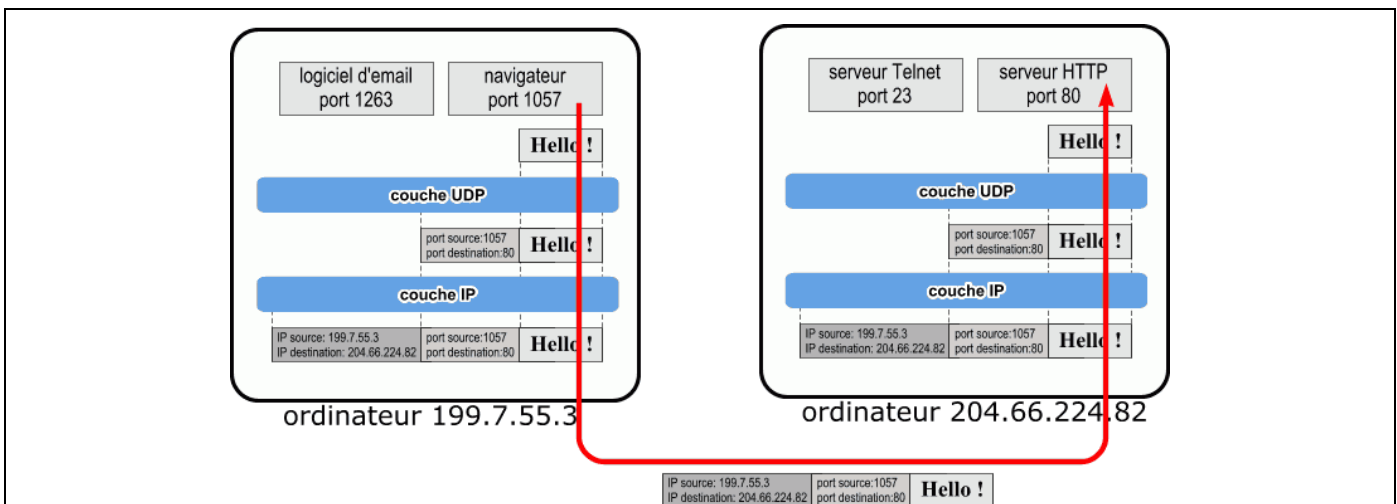 logiciel d'email
port 1263
navigateur
port 1057
Hello !
couche UDP
port source:1057
port destination:80
Hello !
couche IP
IP source: 199.7.55.3
IP destination: 204.66.224.82
port source:1057
port destination:80
Hello !
ordinateur 199.7.55.3
serveur Telnet
port 23
serveur HTTP
port 80
Hello !
couche UDP
port source:1057
port destination:80
Hello !
couche IP
IP source: 199.7.55.3
IP destination: 204.66.224.82
port source:1057
port destination:80
Hello !
ordinateur 204.66.224.82
IP source: 199.7.55.3
IP destination: 204.66.224.82
port source:1057
port destination:80
Hello !